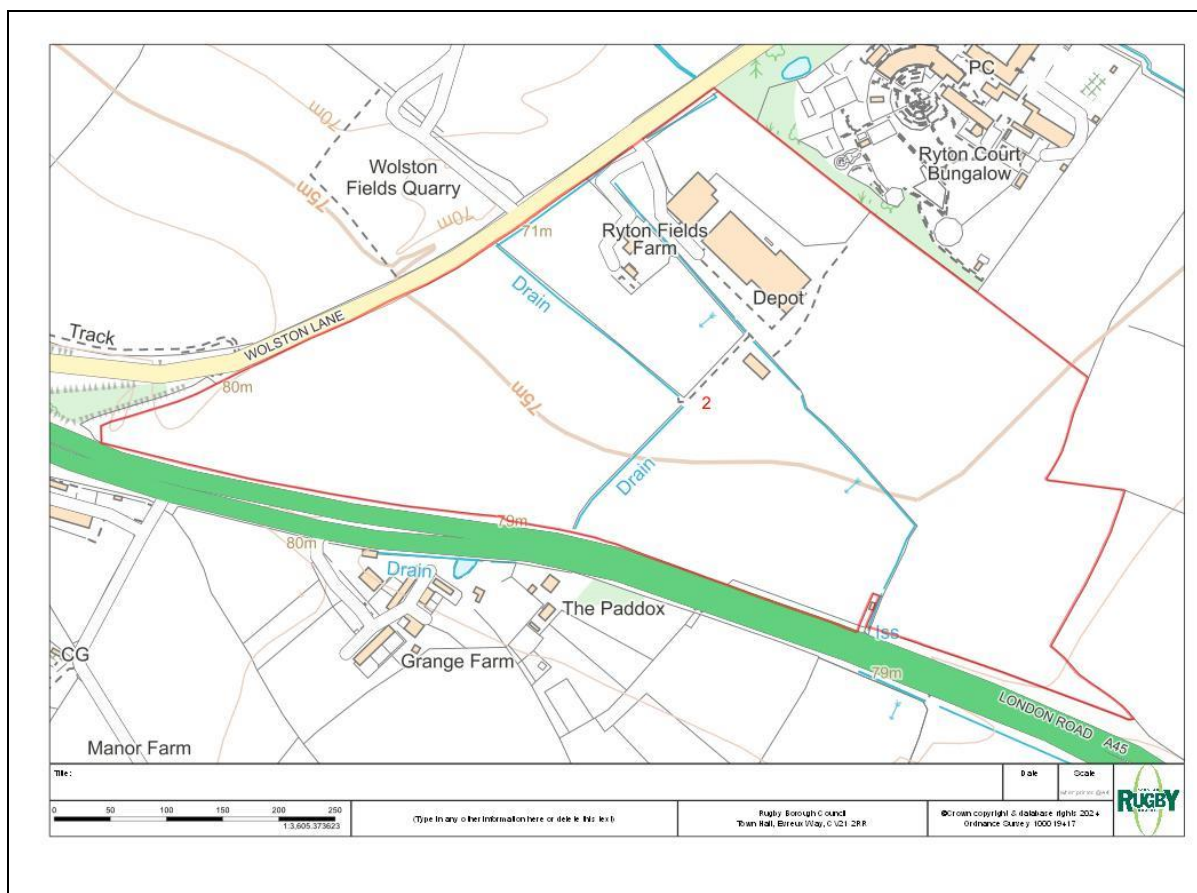 PC
Ryton Court
Bungalow
70m
Wolston
Fields Quarry
75m
70m
71m
Ryton Fields
Farm
Drain
Depot
Track
WOLSTON LANE
80m
75m
2
Drain
79m
80m
Drain
The Paddox
Iss
CG
Grange Farm
79m
LONDON ROAD A45
Manor Farm
Title:
Date
Scale
0 50 100 150 200 250
1:3,605.373623
(Type in any other information here or delete this text)
Rugby Borough Council
Town Hall, Evreux Way, CV21 2RR
©Crown copyright & database rights 2024
Ordnance Survey 100019417
RUGBY